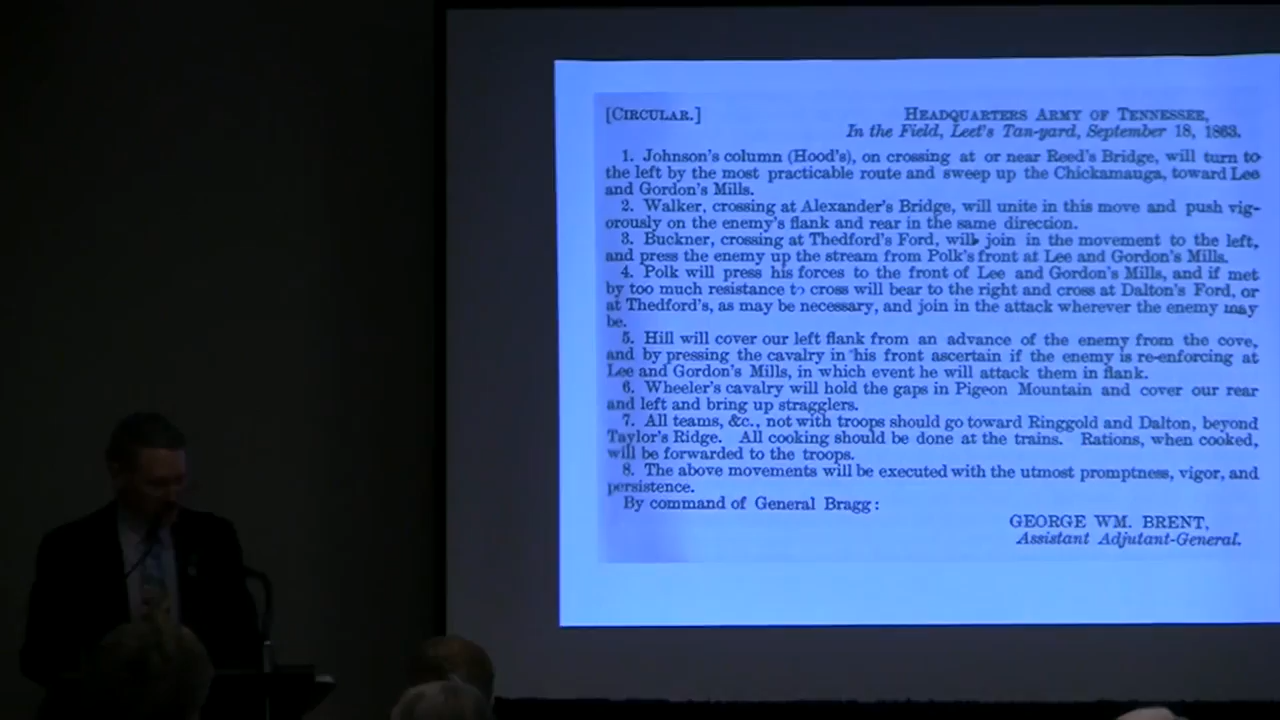 [CIRCULAR.] HEADQUARTERS ARMY OF TENNESSEE,
In the Field, Leet's Tan-yard, September 18, 1863.
1. Johnson's column (Hood's), on crossing at or near Reed's Bridge, will turn to
the left by the most practicable route and sweep up the Chickamauga, toward Lee
and Gordon's Mills.
2. Walker, crossing at Alexander's Bridge, will unite in this move and push vig-
orously on the enemy's flank and rear in the same direction.
3. Buckner, crossing at Thedford's Ford, will join in the movement to the left,
and press the enemy up the stream from Polk's front at Lee and Gordon's Mills.
4. Polk will press his forces to the front of Lee and Gordon's Mills, and if met
by too much resistance to cross will bear to the right and cross at Dalton's Ford, or
at Thedford's, as may be necessary, and join in the attack wherever the enemy may
be.
5. Hill will cover our left flank from an advance of the enemy from the cove,
and by pressing the cavalry in his front ascertain if the enemy is re-enforcing at
Lee and Gordon's Mills, in which event he will attack them in flank.
6. Wheeler's cavalry will hold the gaps in Pigeon Mountain and cover our rear
and left and bring up stragglers.
7. All teams, &c., not with troops should go toward Ringgold and Dalton, beyond
Taylor's Ridge. All cooking should be done at the trains. Rations, when cooked,
will be forwarded to the troops.
8. The above movements will be executed with the utmost promptness, vigor, and
persistence.
By command of General Bragg:
GEORGE WM. BRENT,
Assistant Adjutant-General.